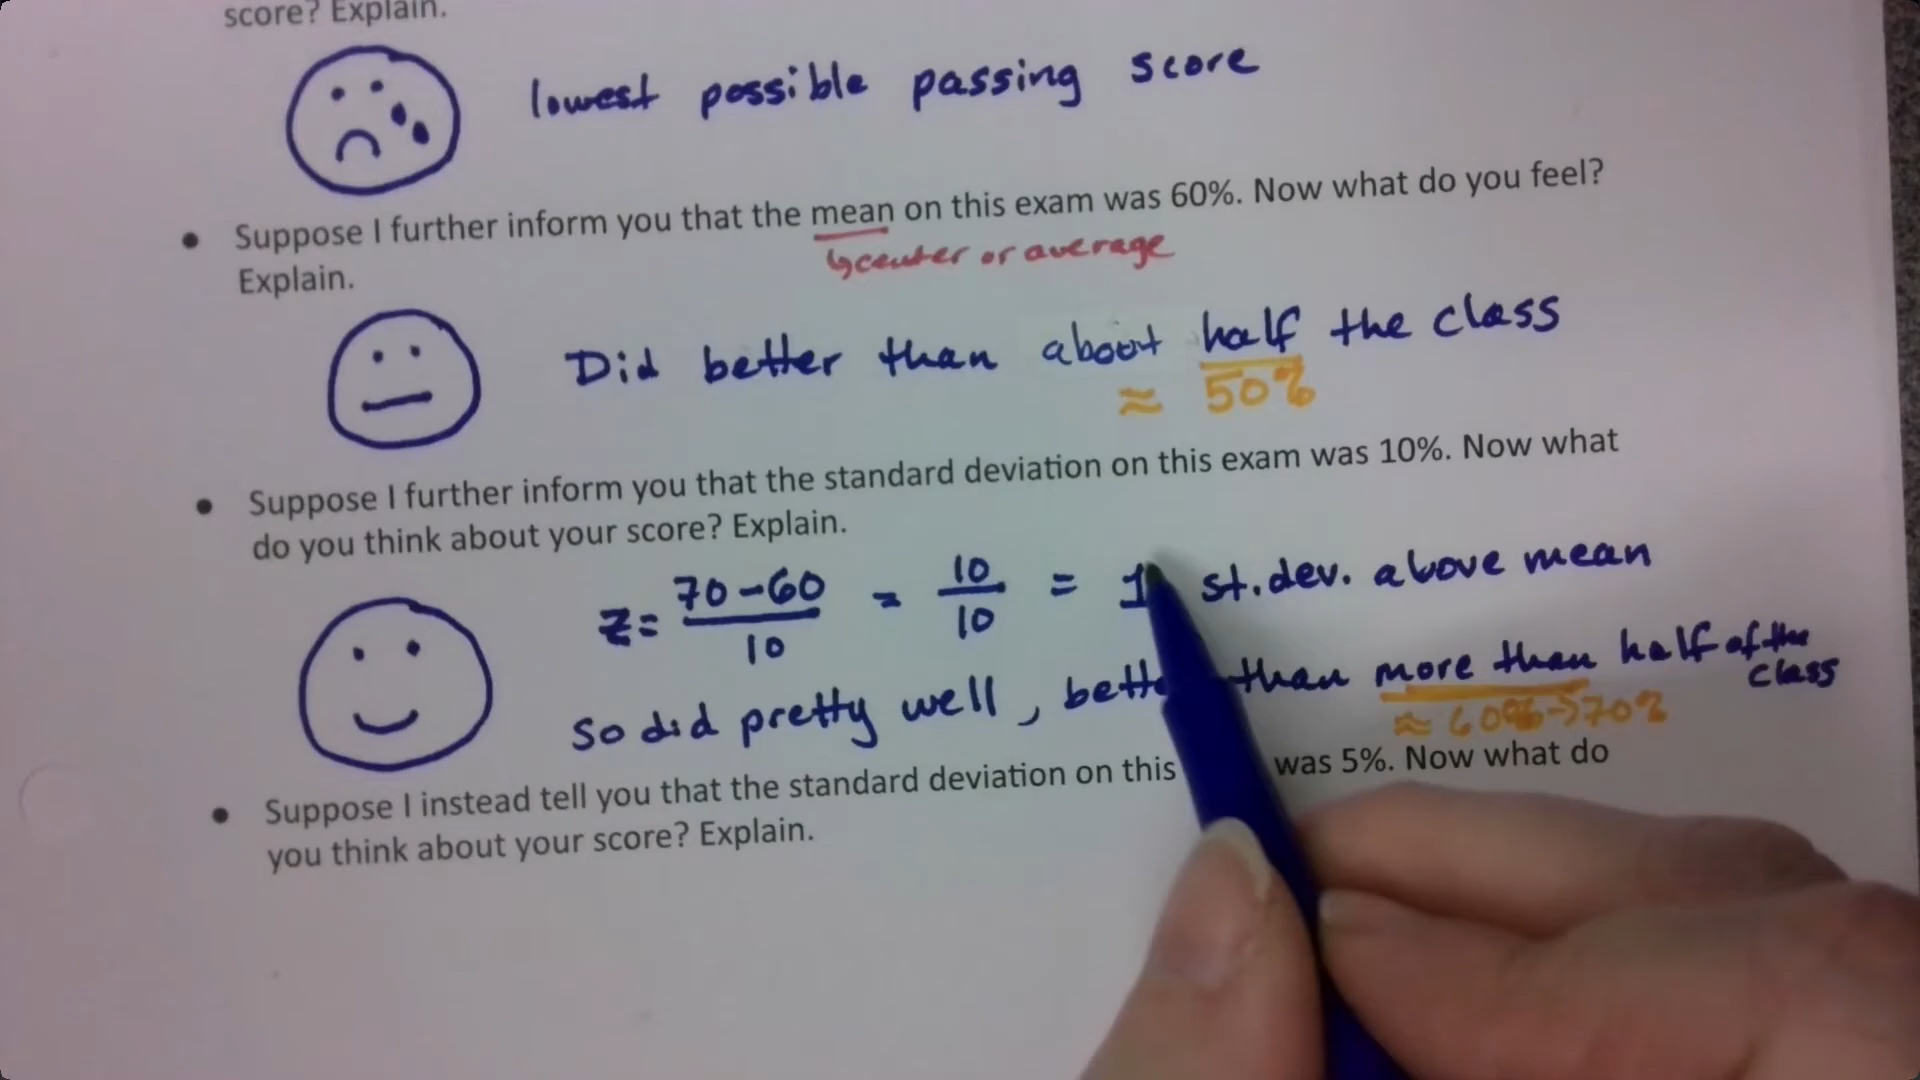 score? Explain.
lowest possible passing score
• Suppose I further inform you that the mean on this exam was 60%. Now what do you feel?
Explain.
↳center or average
Did better than about half the class
≈ 50%
• Suppose I further inform you that the standard deviation on this exam was 10%. Now what
do you think about your score? Explain.
z = 70-60/10 = 10/10 = 1 st. dev. above mean
so did pretty well, bette than more than half of the class
≈ 60% → 70%
• Suppose I instead tell you that the standard deviation on this was 5%. Now what do
you think about your score? Explain.